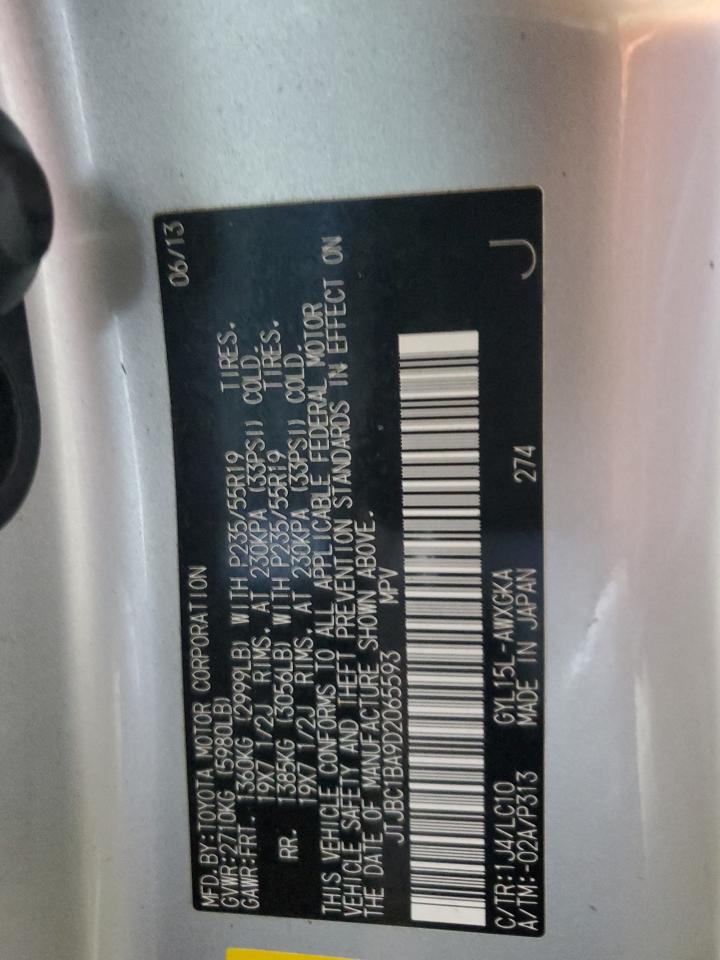 MFD. BY: TOYOTA MOTOR CORPORATION 06/13
GVWR: 2710KG (5980LB)
GAWR: FRT. 1360KG (2999LB) WITH P235/55R19 TIRES.
19X7 1/2J RIMS. AT 230KPA (33PSI) COLD.
RR. 1385KG (3056LB) WITH P235/55R19 TIRES.
19X7 1/2J RIMS. AT 230KPA (33PSI) COLD.
THIS VEHICLE CONFORMS TO ALL APPLICABLE FEDERAL MOTOR
VEHICLE SAFETY AND THEFT PREVENTION STANDARDS IN EFFECT ON
THE DATE OF MANUFACTURE SHOWN ABOVE.
JTJBC1BA9D2065593 MPV
C/TR: 1J4/LC10 GYL15L-AWXGKA J
A/TM: -02A/P313 MADE IN JAPAN 274